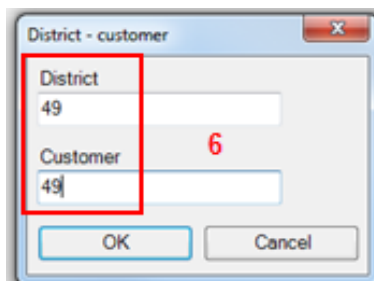 District - customer
District
49
Customer
49
6
OK
Cancel